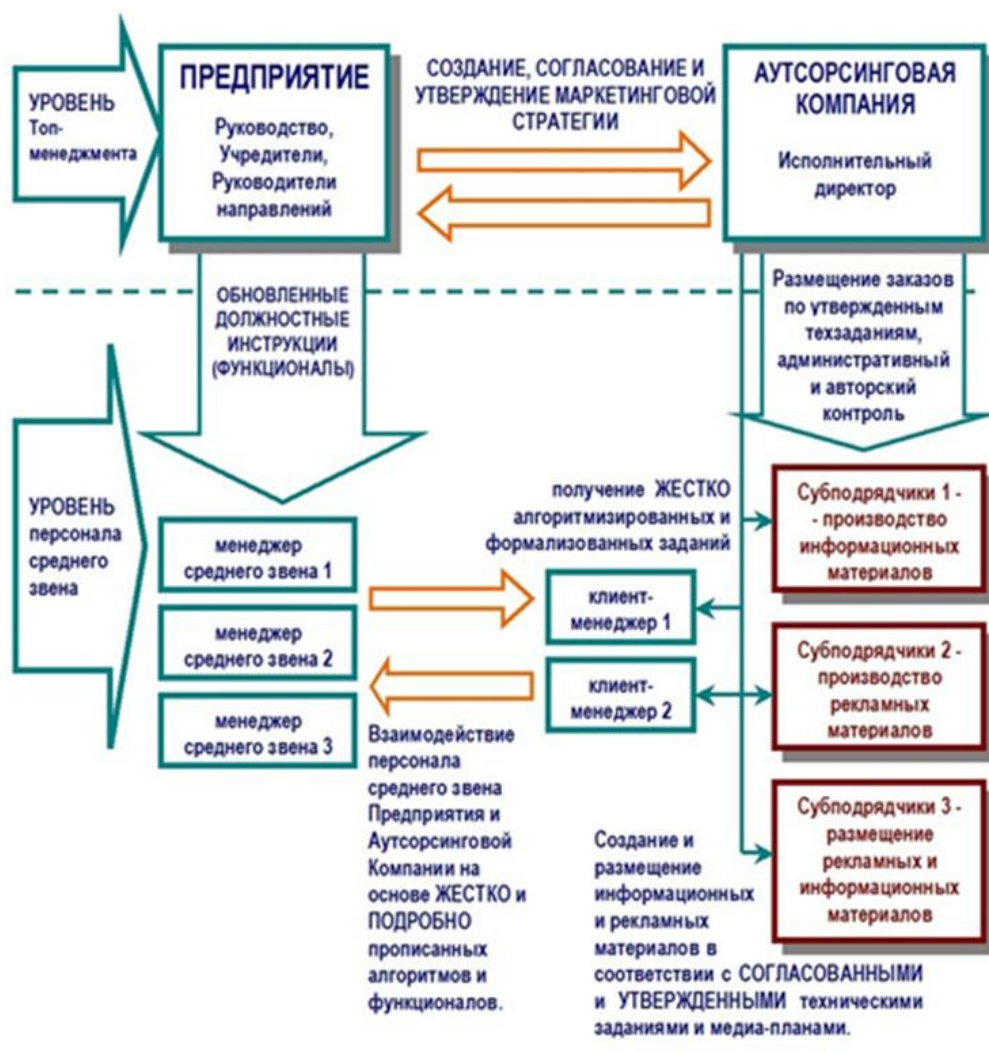 УРОВЕНЬ
Топ-
менеджмента
ПРЕДПРИЯТИЕ
Руководство,
Учредители,
Руководители
направлений
СОЗДАНИЕ, СОГЛАСОВАНИЕ И
УТВЕРЖДЕНИЕ МАРКЕТИНГОВОЙ
СТРАТЕГИИ
АУТСОРСИНГОВАЯ
КОМПАНИЯ
Исполнительный
директор
ОБНОВЛЕННЫЕ
ДОЛЖНОСТНЫЕ
ИНСТРУКЦИИ
(ФУНКЦИОНАЛЫ)
Размещение заказов
по утвержденным
техзаданиям,
административный
и авторский
контроль
УРОВЕНЬ
персонала
среднего
звена
менеджер
среднего звена 1
менеджер
среднего звена 2
менеджер
среднего звена 3
получение ЖЕСТКО
алгоритмизированных и
формализованных заданий
клиент-
менеджер 1
клиент-
менеджер 2
Субподрядчики 1 -
- производство
информационных
материалов
Субподрядчики 2 -
производство
рекламных
материалов
Субподрядчики 3 -
размещение
рекламных и
информационных
материалов
Взаимодействие
персонала
среднего звена
Предприятия и
Аутсорсинговой
Компании на
основе ЖЕСТКО и
ПОДРОБНО
прописанных
алгоритмов и
функционалов.
Создание и
размещение
информационных
и рекламных
материалов в
соответствии с СОГЛАСОВАННЫМИ
и УТВЕРЖДЕННЫМИ техническими
заданиями и медиа-планами.